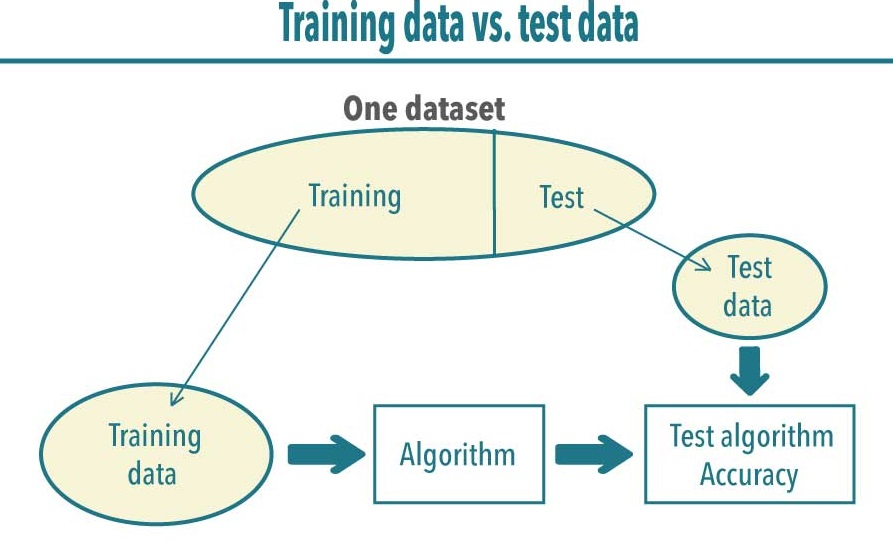 Training data vs. test data
One dataset
Training
Test
Test
data
Training
data
Algorithm
Test algorithm
Accuracy